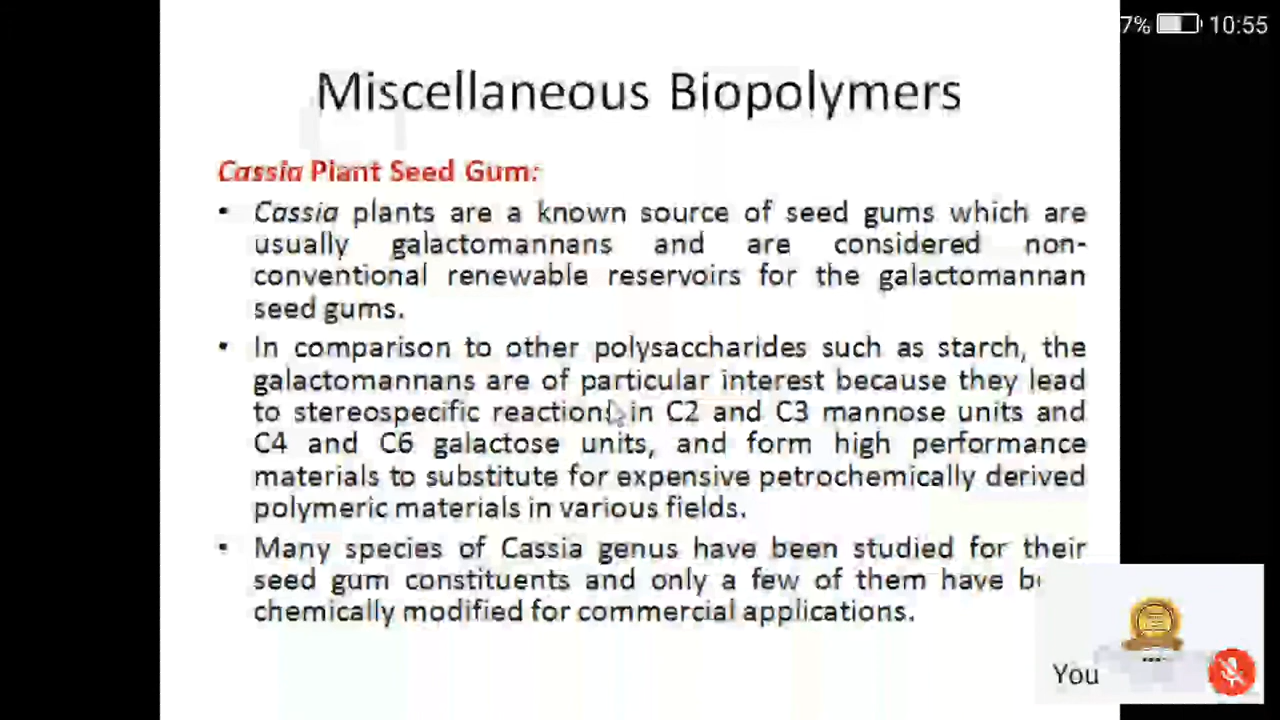 7% 10:55
Miscellaneous Biopolymers
Cassia Plant Seed Gum:
• Cassia plants are a known source of seed gums which are
usually galactomannans and are considered non-
conventional renewable reservoirs for the galactomannan
seed gums.
• In comparison to other polysaccharides such as starch, the
galactomannans are of particular interest because they lead
to stereospecific reactions in C2 and C3 mannose units and
C4 and C6 galactose units, and form high performance
materials to substitute for expensive petrochemically derived
polymeric materials in various fields.
• Many species of Cassia genus have been studied for their
seed gum constituents and only a few of them have
chemically modified for commercial applications.
You